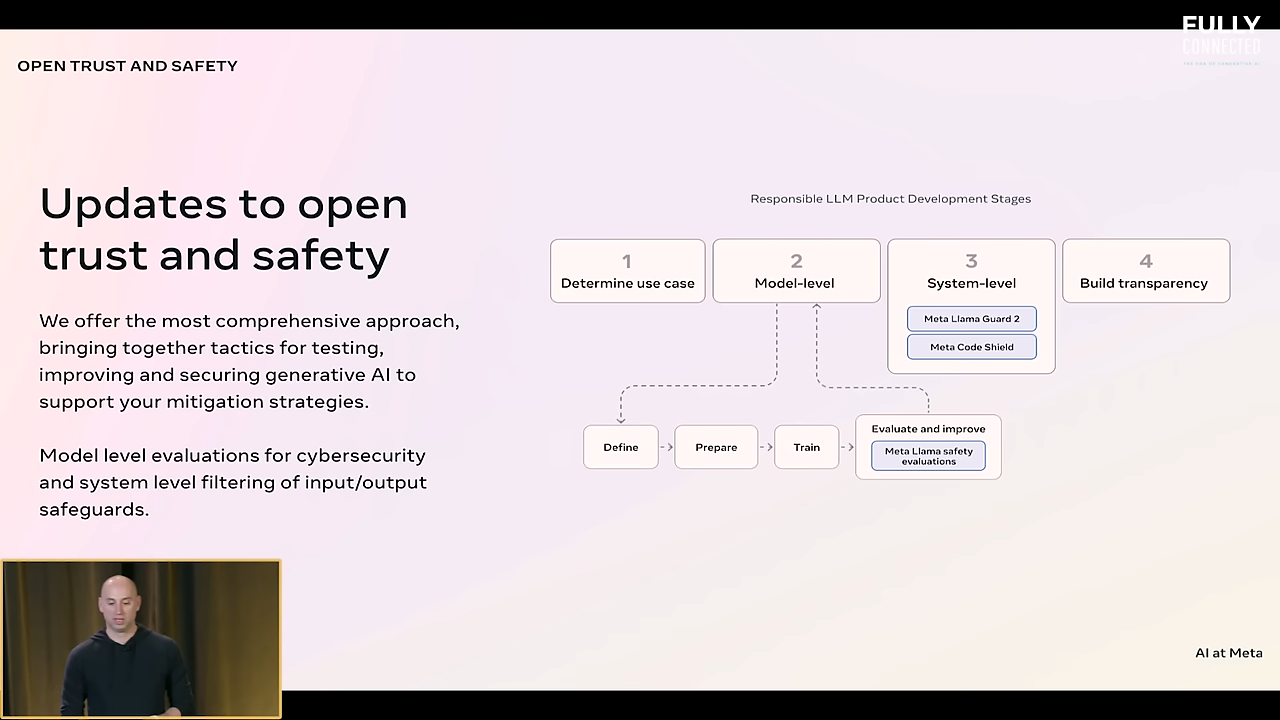 FULLY
CONNECTED
OPEN TRUST AND SAFETY
Updates to open
trust and safety
We offer the most comprehensive approach,
bringing together tactics for testing,
improving and securing generative AI to
support your mitigation strategies.
Model level evaluations for cybersecurity
and system level filtering of input/output
safeguards.
Responsible LLM Product Development Stages
1
Determine use case
2
Model-level
3
System-level
Meta Llama Guard 2
Meta Code Shield
4
Build transparency
Define
Prepare
Train
Evaluate and improve
Meta Llama safety
evaluations
AI at Meta